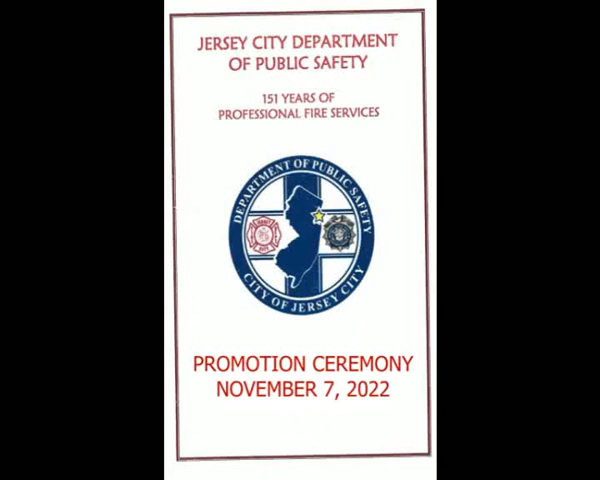 JERSEY CITY DEPARTMENT
OF PUBLIC SAFETY
151 YEARS OF
PROFESSIONAL FIRE SERVICES
DEPARTMENT OF PUBLIC SAFETY
CITY OF JERSEY CITY
PROMOTION CEREMONY
NOVEMBER 7, 2022